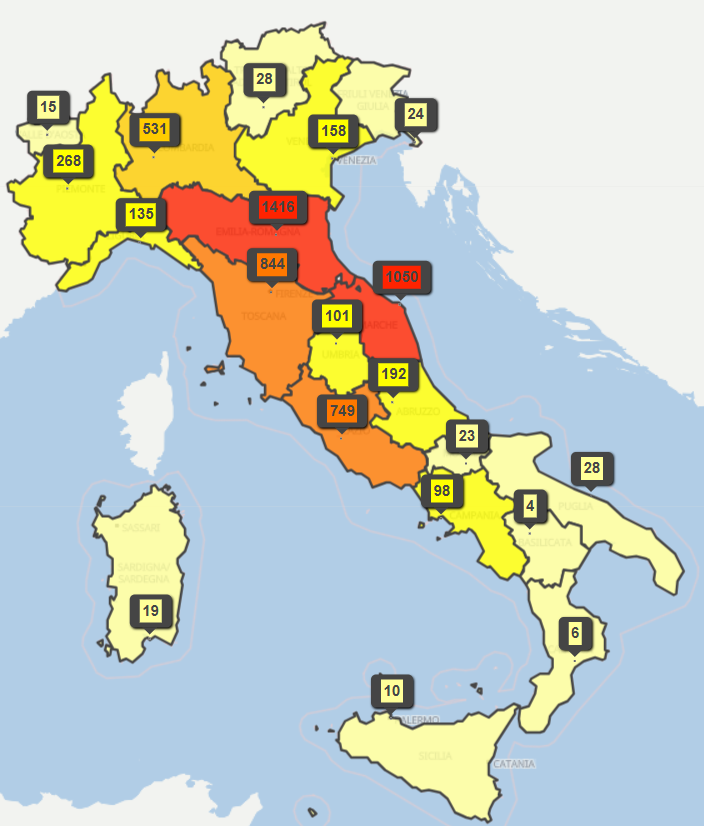 28
15
24
FRIULI VENEZIA
GIULIA
531
158
VENEZIA
268
PIEMONTE
135
1416
EMILIA-ROMAGNA
844
FIRENZE
1050
TOSCANA
101
MARCHE
UMBRIA
192
749
ABRUZZO
23
28
98
4
PUGLIA
CAMPANIA
BASILICATA
SASSARI
SARDIGNA/
SARDEGNA
19
6
10
PALERMO
SICILIA
CATANIA